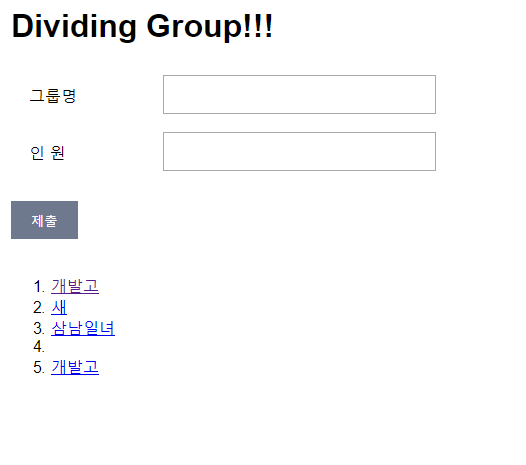 Dividing Group!!!
그룹명
인 원
제출
1. 개발고
2. 새
3. 삼남일녀
4.
5. 개발고